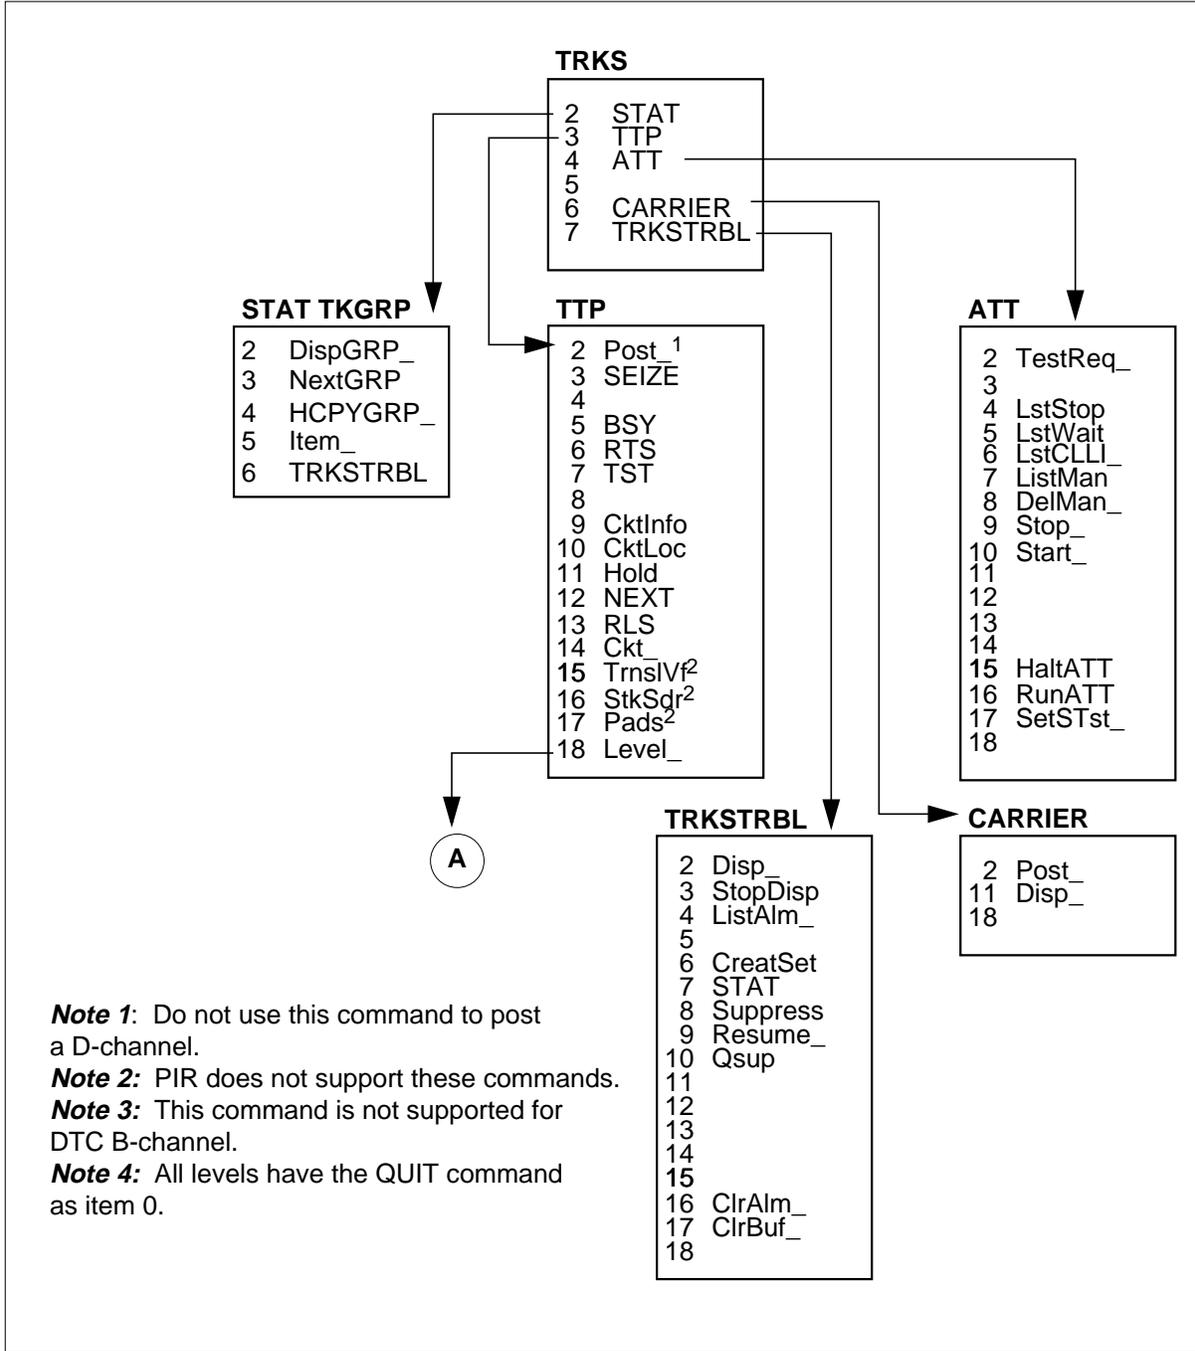 TRKS
2 STAT
3 TTP
4 ATT
5
6 CARRIER
7 TRKSTRBL
STAT TKGRP
2 DispGRP_
3 NextGRP
4 HCPYGRP_
5 Item_
6 TRKSTRBL
TTP
2 Post_1
3 SEIZE
4
5 BSY
6 RTS
7 TST
8
9 CktInfo
10 CktLoc
11 Hold
12 NEXT
13 RLS
14 Ckt_
15 TrnslVf2
16 StkSdr2
17 Pads2
18 Level_
A
ATT
2 TestReq_
3
4 LstStop
5 LstWait
6 LstCLLI_
7 ListMan
8 DelMan_
9 Stop_
10 Start_
11
12
13
14
15 HaltATT
16 RunATT
17 SetSTst_
18
TRKSTRBL
2 Disp_
3 StopDisp
4 ListAlm_
5
6 CreatSet
7 STAT
8 Suppress
9 Resume_
10 Qsup
11
12
13
14
15
16 ClrAlm_
17 ClrBuf_
18
CARRIER
2 Post_
11 Disp_
18
Note 1: Do not use this command to post
a D-channel.
Note 2: PIR does not support these commands.
Note 3: This command is not supported for
DTC B-channel.
Note 4: All levels have the QUIT command
as item 0.